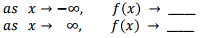 as x → −∞, f(x) → ____
as x → ∞, f(x) → ____